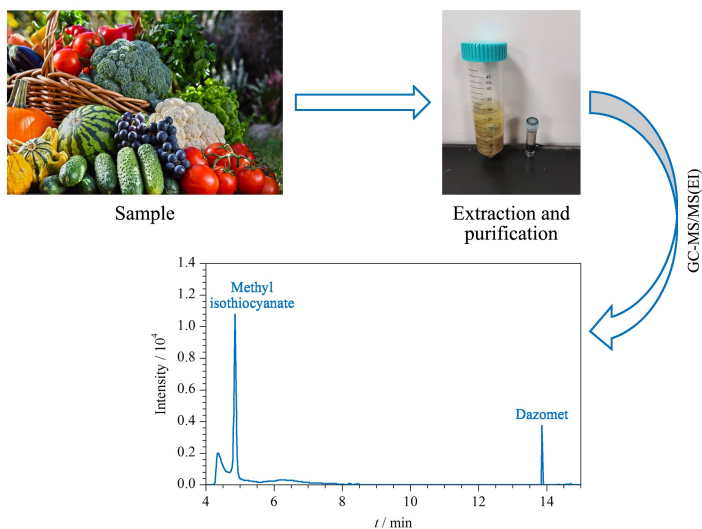 Sample
Extraction and
purification
GC-MS/MS(EI)
1.4
1.2
1.0
0.8
0.6
0.4
0.2
0.0
Intensity / 10⁴
Methyl
isothiocyanate
Dazomet
4
6
8
10
12
14
t / min